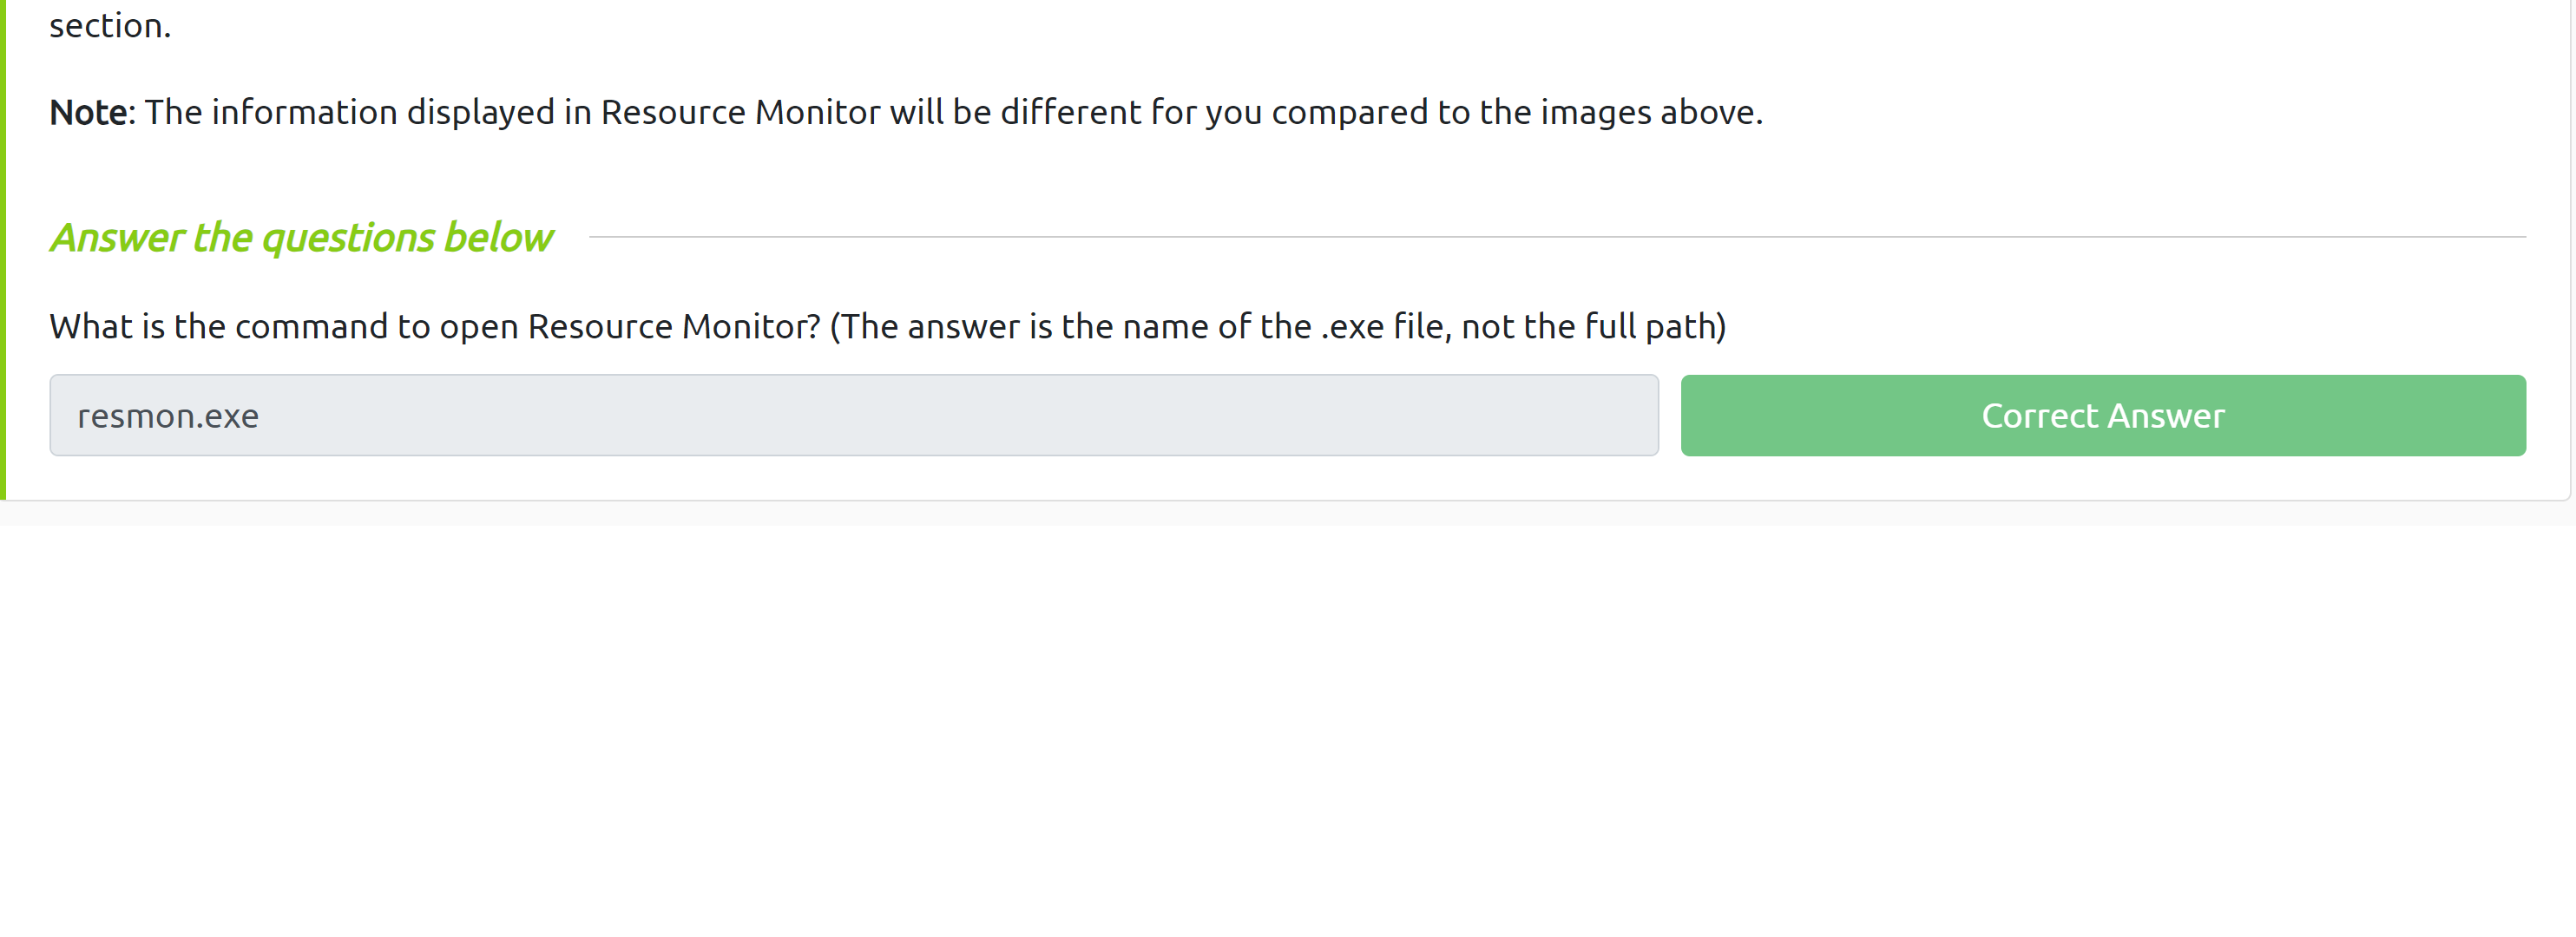 section.
Note: The information displayed in Resource Monitor will be different for you compared to the images above.
Answer the questions below
What is the command to open Resource Monitor? (The answer is the name of the .exe file, not the full path)
resmon.exe
Correct Answer